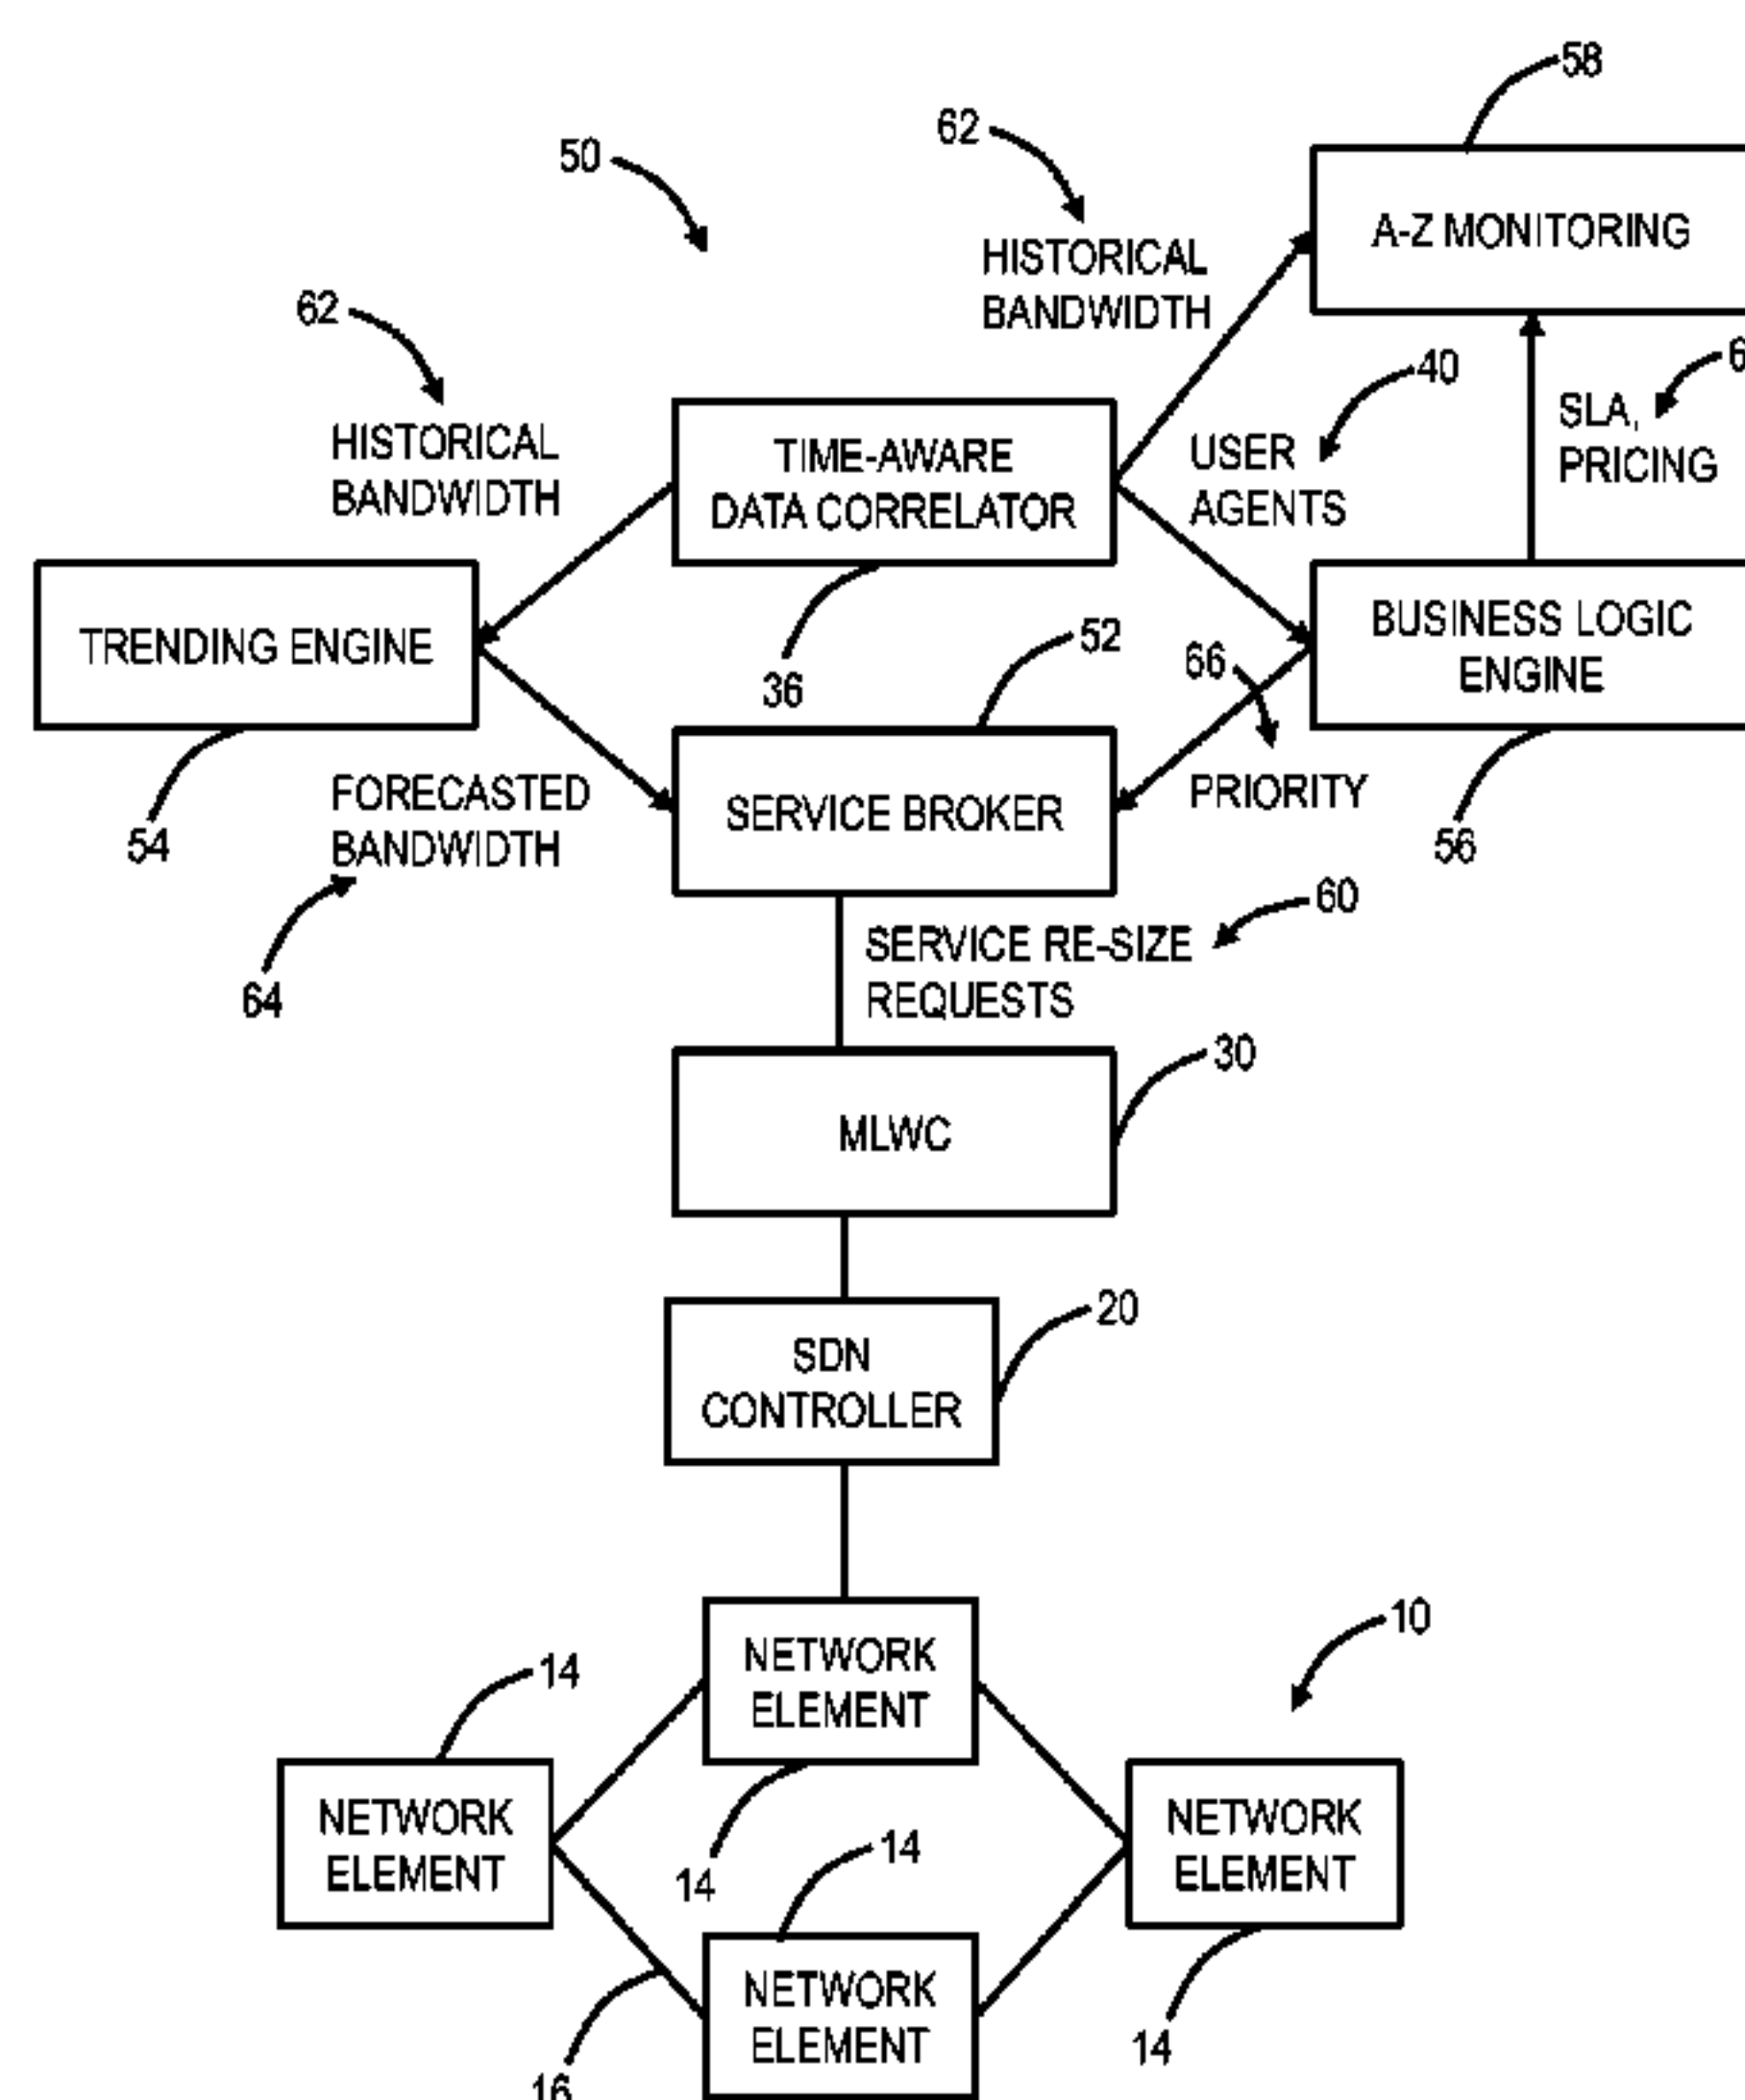 58
62
50
A-Z MONITORING
HISTORICAL
BANDWIDTH
62
40
SLA,
PRICING
HISTORICAL
BANDWIDTH
TIME-AWARE
DATA CORRELATOR
USER
AGENTS
TRENDING ENGINE
BUSINESS LOGIC
ENGINE
52
66
36
FORECASTED
BANDWIDTH
SERVICE BROKER
PRIORITY
54
56
60
SERVICE RE-SIZE
REQUESTS
64
30
MLWC
20
SDN
CONTROLLER
10
NETWORK
ELEMENT
14
NETWORK
ELEMENT
14
14
NETWORK
ELEMENT
NETWORK
ELEMENT
14
16